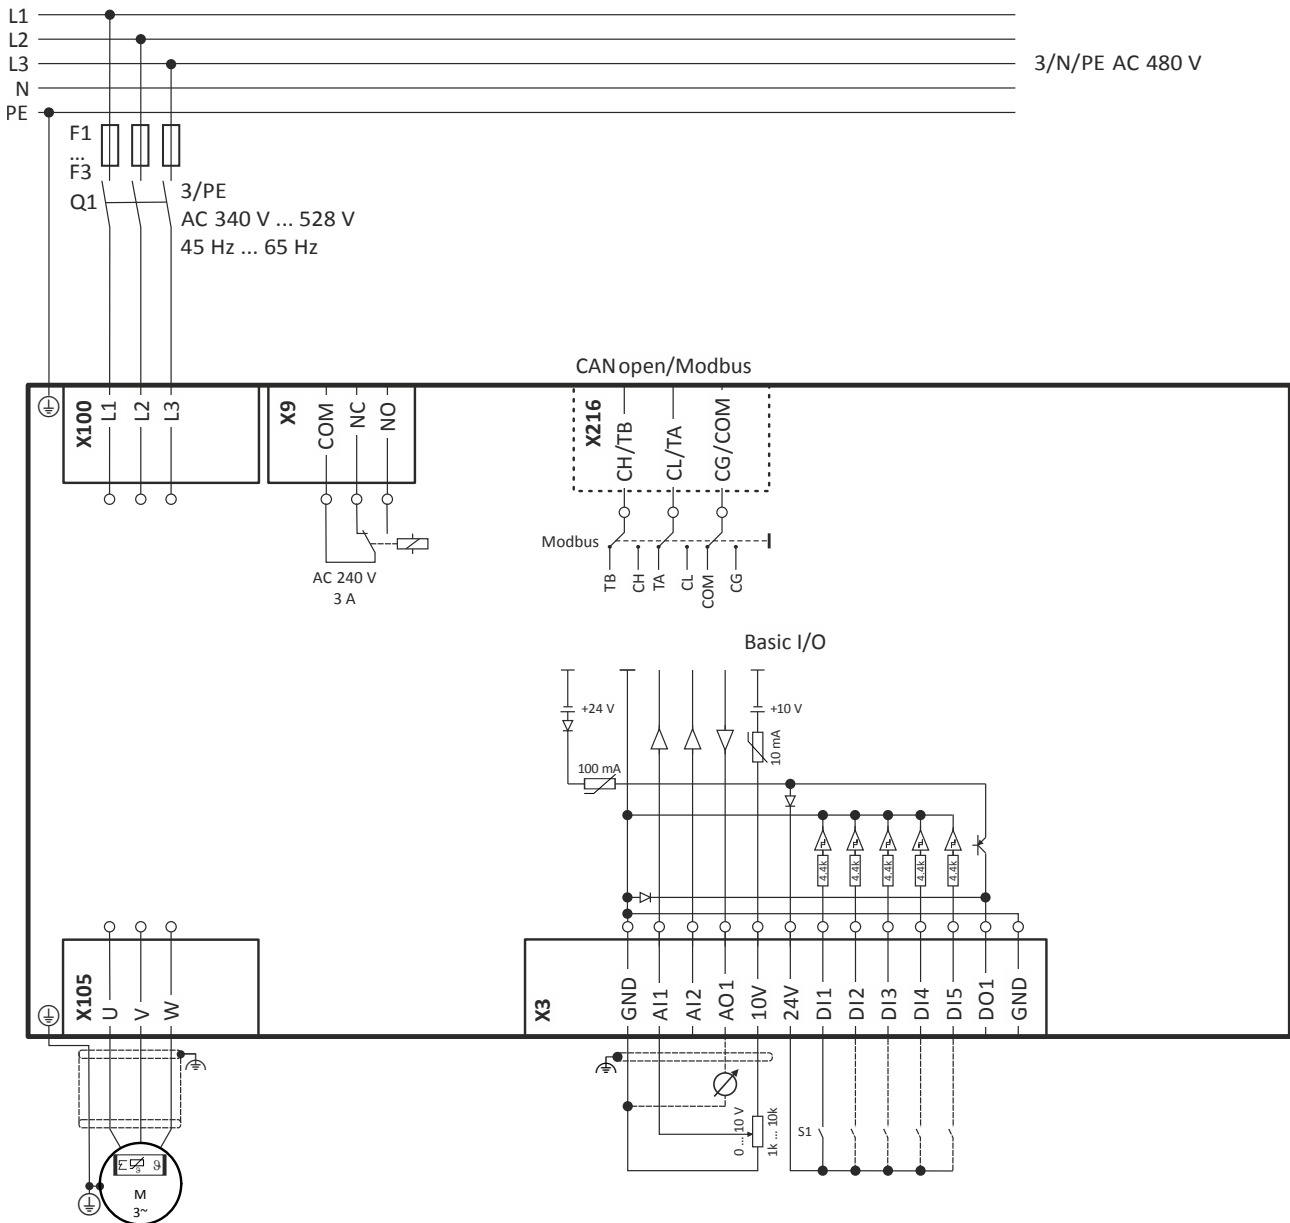 L1
L2
L3
3/N/PE AC 480 V
N
PE
F1
...
F3
Q1
3/PE
AC 340 V ... 528 V
45 Hz ... 65 Hz
CANopen/Modbus
X100
L1
L2
L3
X9
COM
NC
NO
X216
CH/TB
CL/TA
CG/COM
Modbus
TB
CH
TA
CL
COM
CG
AC 240 V
3 A
Basic I/O
+24 V
+10 V
10 mA
100 mA
4.4k
4.4k
4.4k
4.4k
4.4k
X105
U
V
W
X3
GND
AI1
AI2
AO1
10V
24V
DI1
DI2
DI3
DI4
DI5
DO1
GND
0 ... 10 V
1k ... 10k
S1
ϑ
M
3~